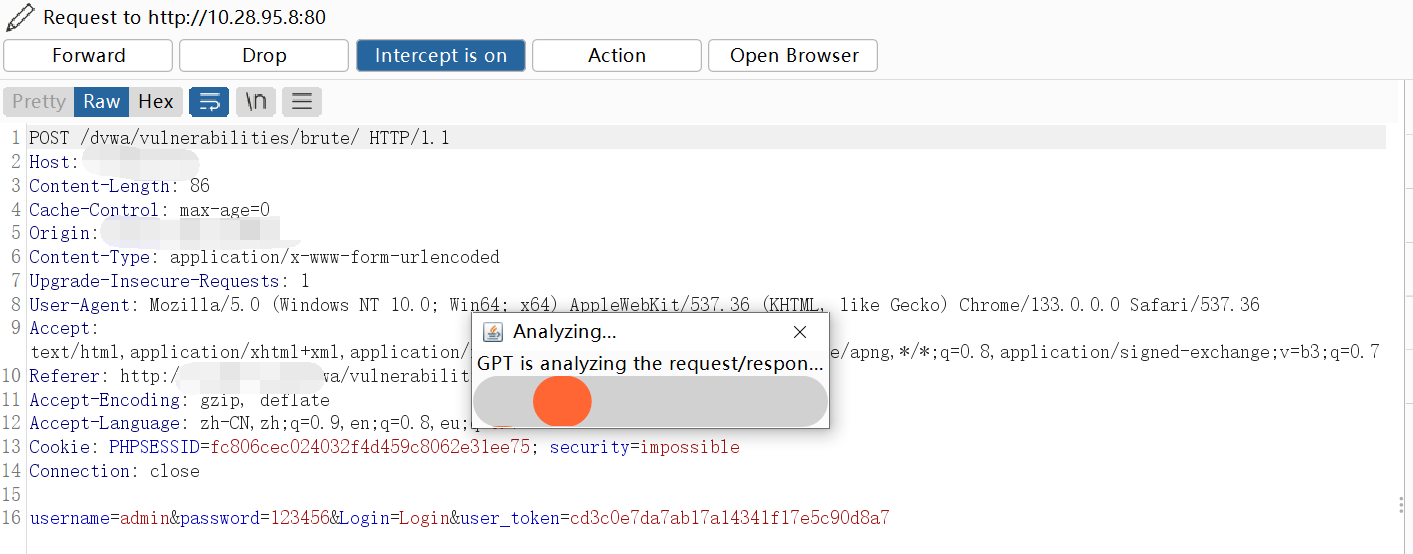 Request to http://10.28.95.8:80
Forward Drop Intercept is on Action Open Browser
Pretty Raw Hex \n
1 POST /dvwa/vulnerabilities/brute/ HTTP/1.1
2 Host:
3 Content-Length: 86
4 Cache-Control: max-age=0
5 Origin:
6 Content-Type: application/x-www-form-urlencoded
7 Upgrade-Insecure-Requests: 1
8 User-Agent: Mozilla/5.0 (Windows NT 10.0; Win64; x64) AppleWebKit/537.36 (KHTML, like Gecko) Chrome/133.0.0.0 Safari/537.36
9 Accept:
Analyzing...
text/html,application/xhtml+xml,application/ e/apng,*/*;q=0.8,application/signed-exchange;v=b3;q=0.7
GPT is analyzing the request/respon...
10 Referer: http:/ wa/vulnerabilit
11 Accept-Encoding: gzip, deflate
12 Accept-Language: zh-CN,zh;q=0.9,en;q=0.8,eu;q
13 Cookie: PHPSESSID=fc806cec024032f4d459c8062e31ee75; security=impossible
14 Connection: close
15
16 username=admin&password=123456&Login=Login&user_token=cd3c0e7da7ab17a14341f17e5c90d8a7